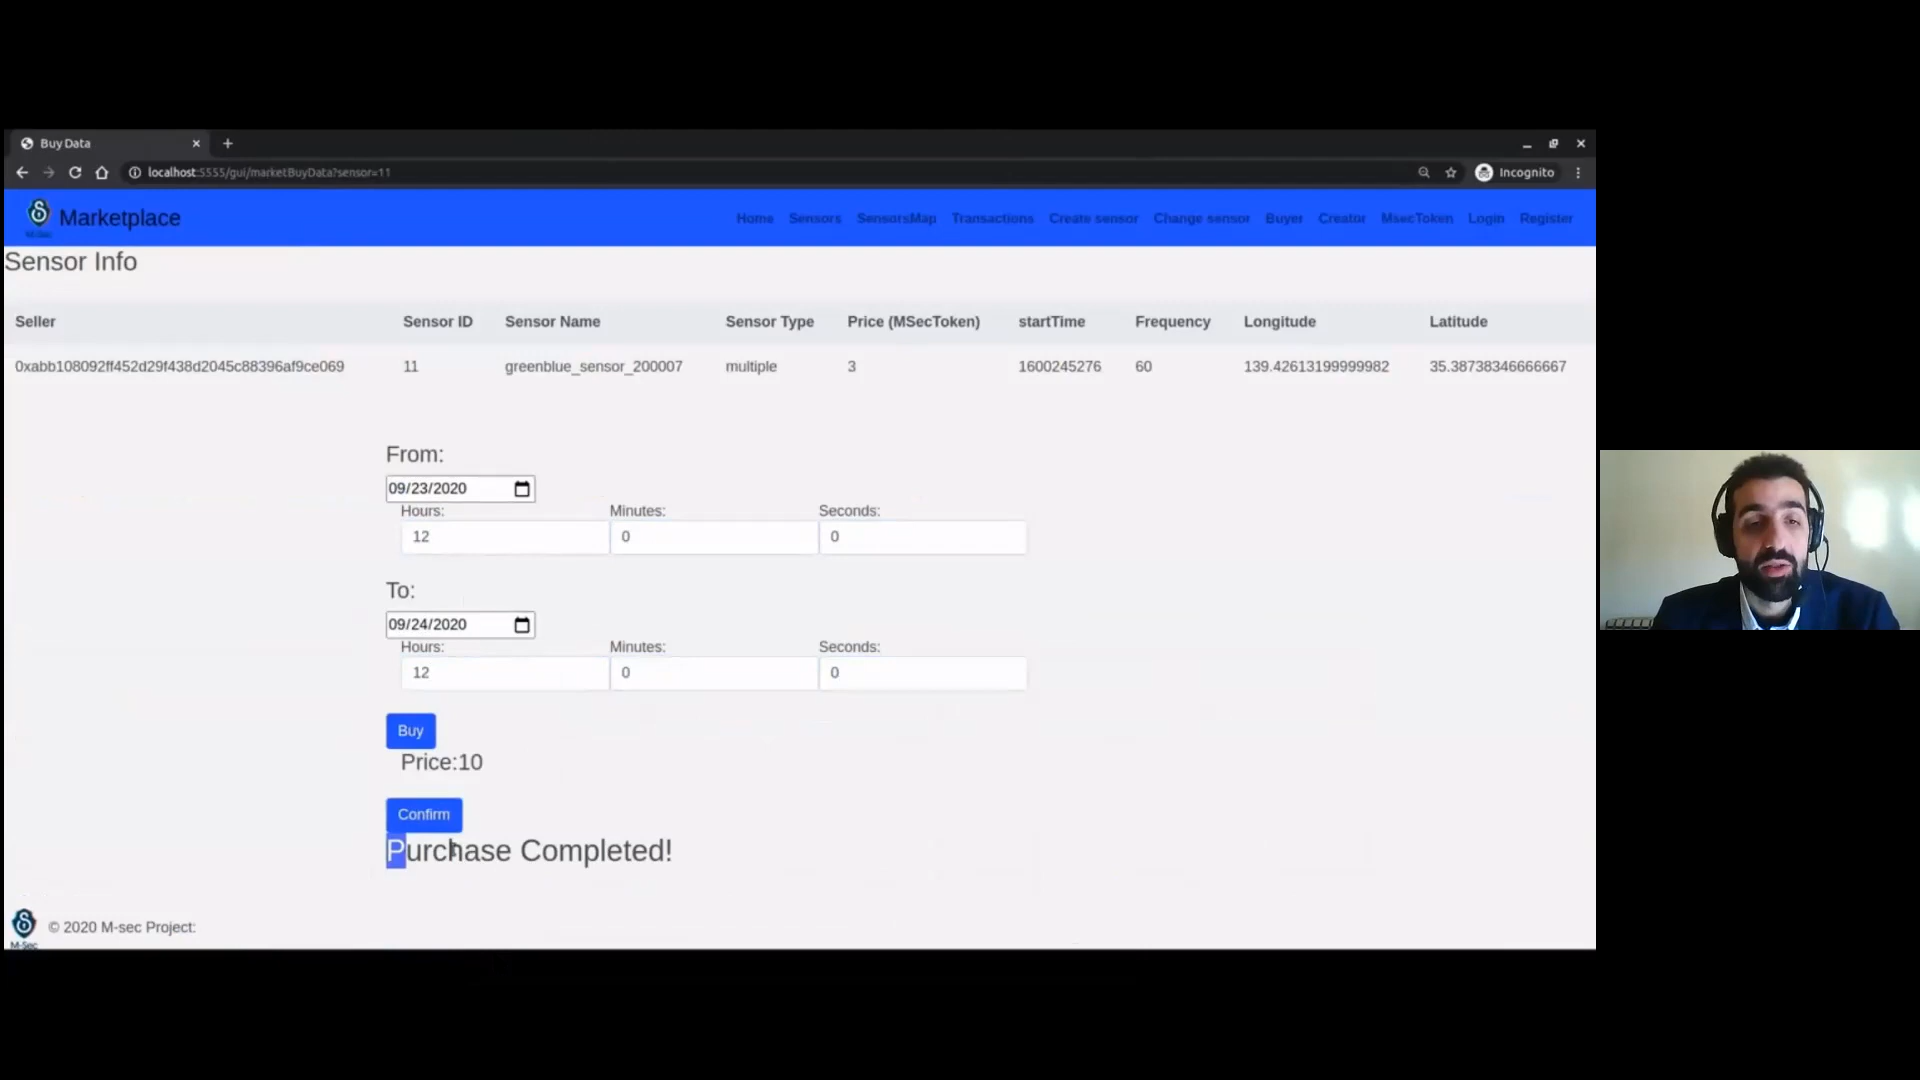 Buy Data
localhost:5555/gui/marketBuyData?sensor=11
Incognito
Marketplace
Home Sensors SensorsMap Transactions Create sensor Change sensor Buyer Creator MsecToken Login Register
Sensor Info
Seller Sensor ID Sensor Name Sensor Type Price (MSecToken) startTime Frequency Longitude Latitude
0xabb108092ff452d29f438d2045c88396af9ce069 11 greenblue_sensor_200007 multiple 3 1600245276 60 139.42613199999982 35.38738346666667
From:
09/23/2020
Hours: Minutes: Seconds:
12 0 0
To:
09/24/2020
Hours: Minutes: Seconds:
12 0 0
Buy
Price:10
Confirm
Purchase Completed!
M-Sec
© 2020 M-sec Project: